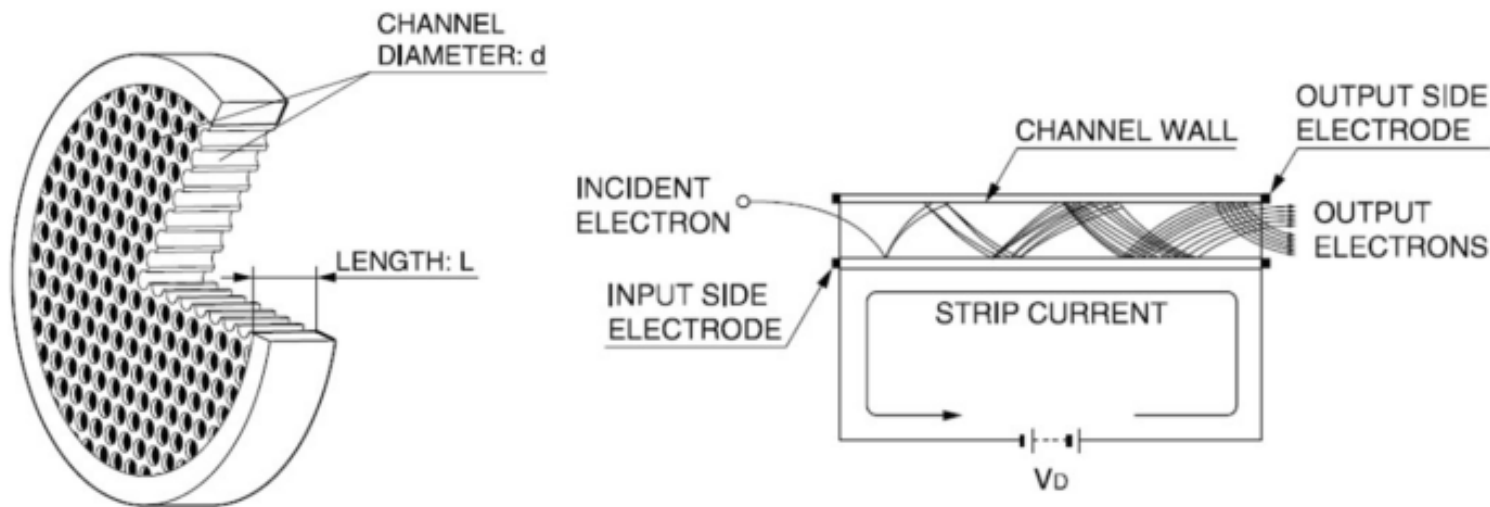 CHANNEL
DIAMETER: d
LENGTH: L
OUTPUT SIDE
ELECTRODE
CHANNEL WALL
INCIDENT
ELECTRON
OUTPUT
ELECTRONS
INPUT SIDE
ELECTRODE
STRIP CURRENT
VD